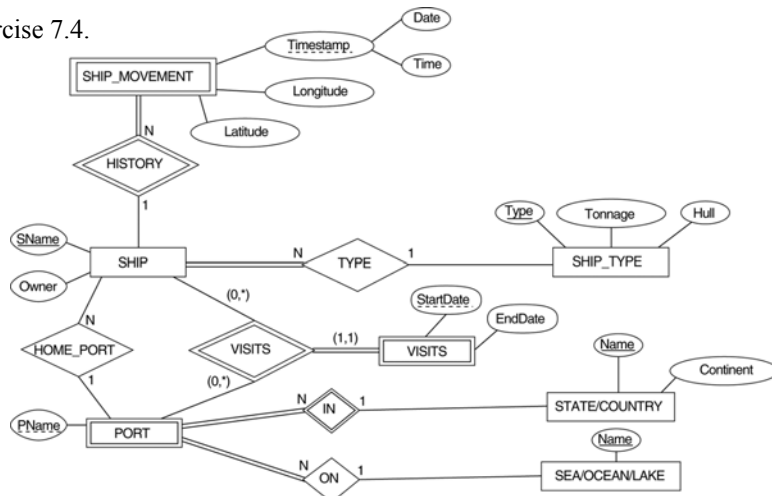 rcise 7.4.
Date
Timestamp
Time
SHIP_MOVEMENT
Longitude
Latitude
N
HISTORY
1
SName
Owner
SHIP
N
TYPE
1
Type
Tonnage
Hull
SHIP_TYPE
(0,*)
StartDate
EndDate
N
HOME_PORT
1
VISITS
(1,1)
VISITS
(0,*)
Name
Continent
N
IN
1
STATE/COUNTRY
PName
PORT
Name
N
ON
1
SEA/OCEAN/LAKE